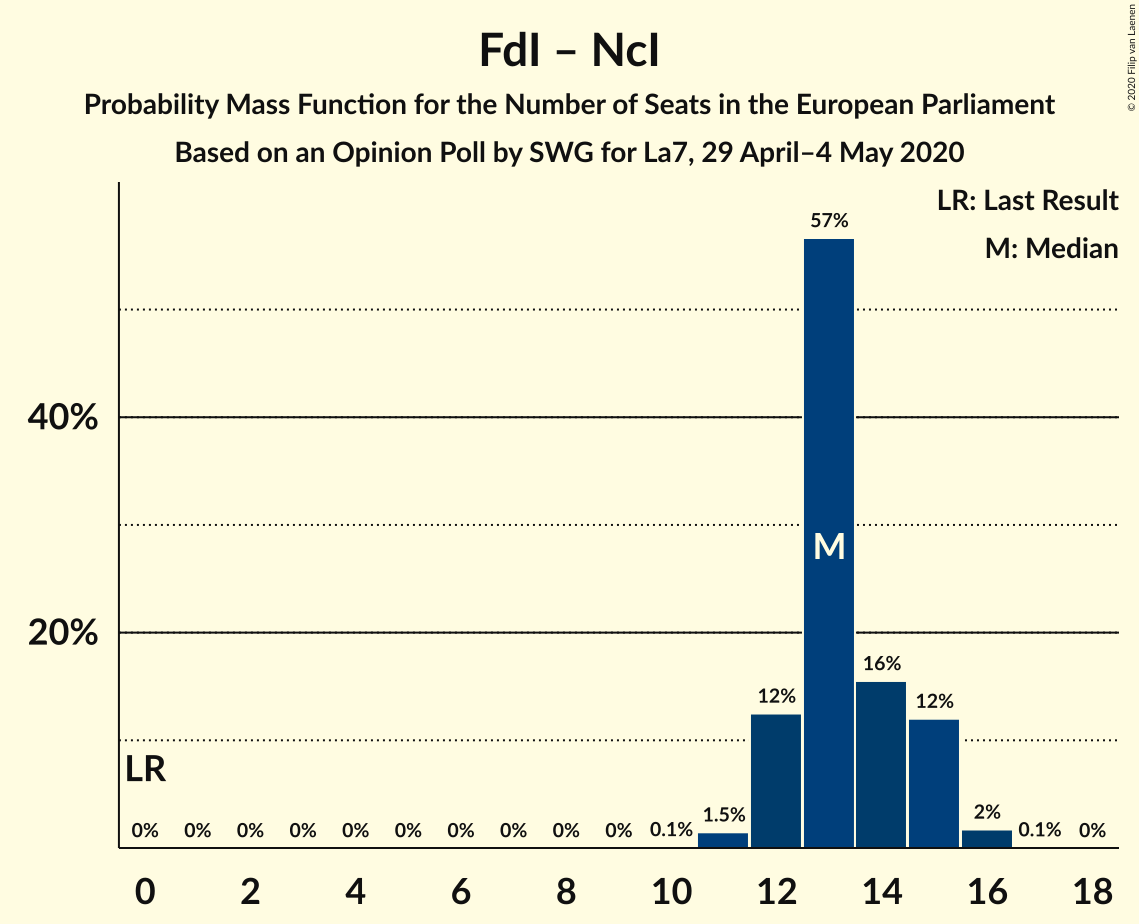 FdI – NcI
Probability Mass Function for the Number of Seats in the European Parliament
Based on an Opinion Poll by SWG for La7, 29 April–4 May 2020
© 2020 Filip van Laenen
LR: Last Result
M: Median
40%
20%
LR
M
0%
0%
0%
0%
0%
0%
0%
0%
0%
0%
0.1%
1.5%
12%
57%
16%
12%
2%
0.1%
0%
0 2 4 6 8 10 12 14 16 18